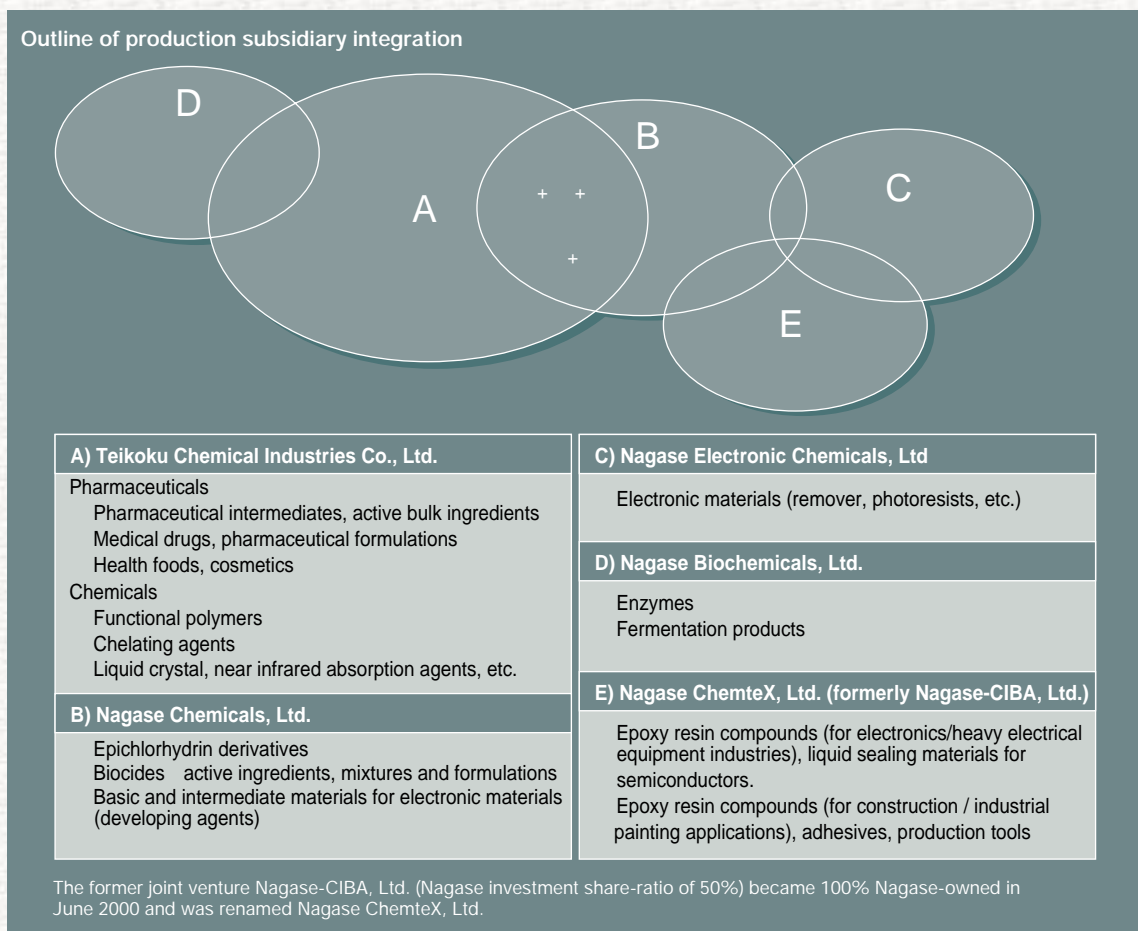 Outline of production subsidiary integration
D
A
B
C
E
+ +
+
A) Teikoku Chemical Industries Co., Ltd.
Pharmaceuticals
Pharmaceutical intermediates, active bulk ingredients
Medical drugs, pharmaceutical formulations
Health foods, cosmetics
Chemicals
Functional polymers
Chelating agents
Liquid crystal, near infrared absorption agents, etc.
B) Nagase Chemicals, Ltd.
Epichlorhydrin derivatives
Biocides active ingredients, mixtures and formulations
Basic and intermediate materials for electronic materials
(developing agents)
C) Nagase Electronic Chemicals, Ltd
Electronic materials (remover, photoresists, etc.)
D) Nagase Biochemicals, Ltd.
Enzymes
Fermentation products
E) Nagase ChemteX, Ltd. (formerly Nagase-CIBA, Ltd.)
Epoxy resin compounds (for electronics/heavy electrical
equipment industries), liquid sealing materials for
semiconductors.
Epoxy resin compounds (for construction / industrial
painting applications), adhesives, production tools
The former joint venture Nagase-CIBA, Ltd. (Nagase investment share-ratio of 50%) became 100% Nagase-owned in
June 2000 and was renamed Nagase ChemteX, Ltd.